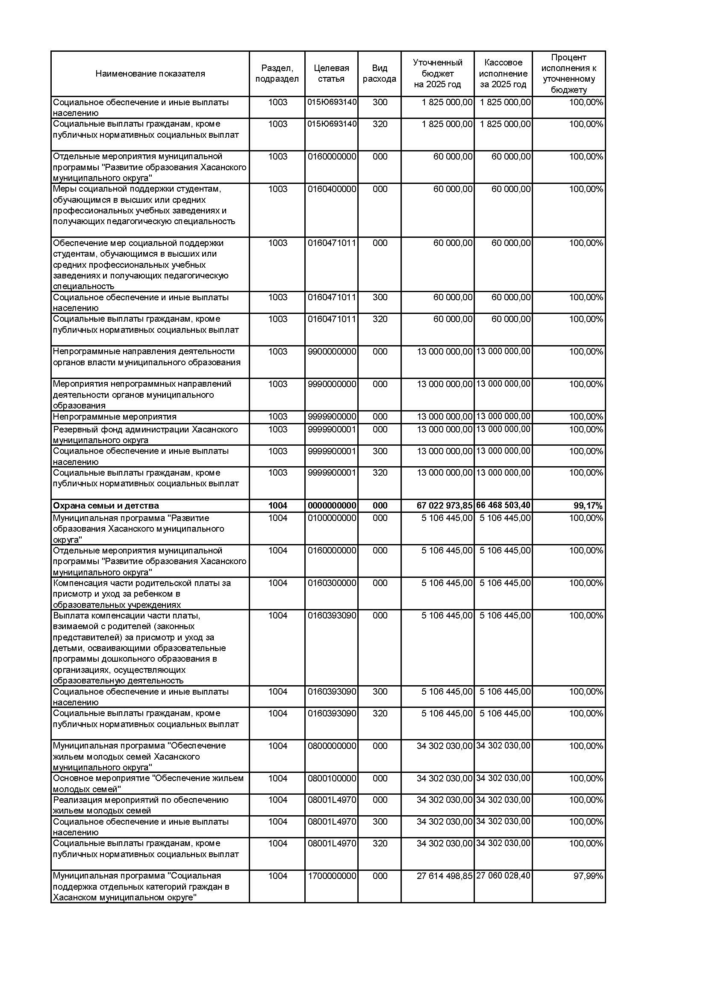 Наименование показателя
Раздел,
подраздел
Целевая
статья
Вид
расхода
Уточненный
бюджет
на 2025 год
Кассовое
исполнение
за 2025 год
Процент
исполнения к
уточненному
бюджету
Социальное обеспечение и иные выплаты 1003 015Ю693140 300 1 825 000,00 1 825 000,00 100,00%
населению
Социальные выплаты гражданам, кроме 1003 015Ю693140 320 1 825 000,00 1 825 000,00 100,00%
публичных нормативных социальных выплат
Отдельные мероприятия муниципальной 1003 0160000000 000 60 000,00 60 000,00 100,00%
программы "Развитие образования Хасанского
муниципального округа"
Меры социальной поддержки студентам, 1003 0160400000 000 60 000,00 60 000,00 100,00%
обучающимся в высших или средних
профессиональных учебных заведениях и
получающих педагогическую специальность
Обеспечение мер социальной поддержки 1003 0160471011 000 60 000,00 60 000,00 100,00%
студентам, обучающимся в высших или
средних профессиональных учебных
заведениях и получающих педагогическую
специальность
Социальное обеспечение и иные выплаты 1003 0160471011 300 60 000,00 60 000,00 100,00%
населению
Социальные выплаты гражданам, кроме 1003 0160471011 320 60 000,00 60 000,00 100,00%
публичных нормативных социальных выплат
Непрограммные направления деятельности 1003 9900000000 000 13 000 000,00 13 000 000,00 100,00%
органов власти муниципального образования
Мероприятия непрограммных направлений 1003 9990000000 000 13 000 000,00 13 000 000,00 100,00%
деятельности органов муниципального
образования
Непрограммные мероприятия 1003 9999900000 000 13 000 000,00 13 000 000,00 100,00%
Резервный фонд администрации Хасанского 1003 9999900001 000 13 000 000,00 13 000 000,00 100,00%
муниципального округа
Социальное обеспечение и иные выплаты 1003 9999900001 300 13 000 000,00 13 000 000,00 100,00%
населению
Социальные выплаты гражданам, кроме 1003 9999900001 320 13 000 000,00 13 000 000,00 100,00%
публичных нормативных социальных выплат
Охрана семьи и детства 1004 0000000000 000 67 022 973,85 66 468 503,40 99,17%
Муниципальная программа "Развитие 1004 0100000000 000 5 106 445,00 5 106 445,00 100,00%
образования Хасанского муниципального
округа"
Отдельные мероприятия муниципальной 1004 0160000000 000 5 106 445,00 5 106 445,00 100,00%
программы "Развитие образования Хасанского
муниципального округа"
Компенсация части родительской платы за 1004 0160300000 000 5 106 445,00 5 106 445,00 100,00%
присмотр и уход за ребенком в
образовательных учреждениях
Выплата компенсации части платы, 1004 0160393090 000 5 106 445,00 5 106 445,00 100,00%
взимаемой с родителей (законных
представителей) за присмотр и уход за
детьми, осваивающими образовательные
программы дошкольного образования в
организациях, осуществляющих
образовательную деятельность
Социальное обеспечение и иные выплаты 1004 0160393090 300 5 106 445,00 5 106 445,00 100,00%
населению
Социальные выплаты гражданам, кроме 1004 0160393090 320 5 106 445,00 5 106 445,00 100,00%
публичных нормативных социальных выплат
Муниципальная программа "Обеспечение 1004 0800000000 000 34 302 030,00 34 302 030,00 100,00%
жильем молодых семей Хасанского
муниципального округа"
Основное мероприятие "Обеспечение жильем 1004 0800100000 000 34 302 030,00 34 302 030,00 100,00%
молодых семей"
Реализация мероприятий по обеспечению 1004 08001L4970 000 34 302 030,00 34 302 030,00 100,00%
жильем молодых семей
Социальное обеспечение и иные выплаты 1004 08001L4970 300 34 302 030,00 34 302 030,00 100,00%
населению
Социальные выплаты гражданам, кроме 1004 08001L4970 320 34 302 030,00 34 302 030,00 100,00%
публичных нормативных социальных выплат
Муниципальная программа "Социальная 1004 1700000000 000 27 614 498,85 27 060 028,40 97,99%
поддержка отдельных категорий граждан в
Хасанском муниципальном округе"